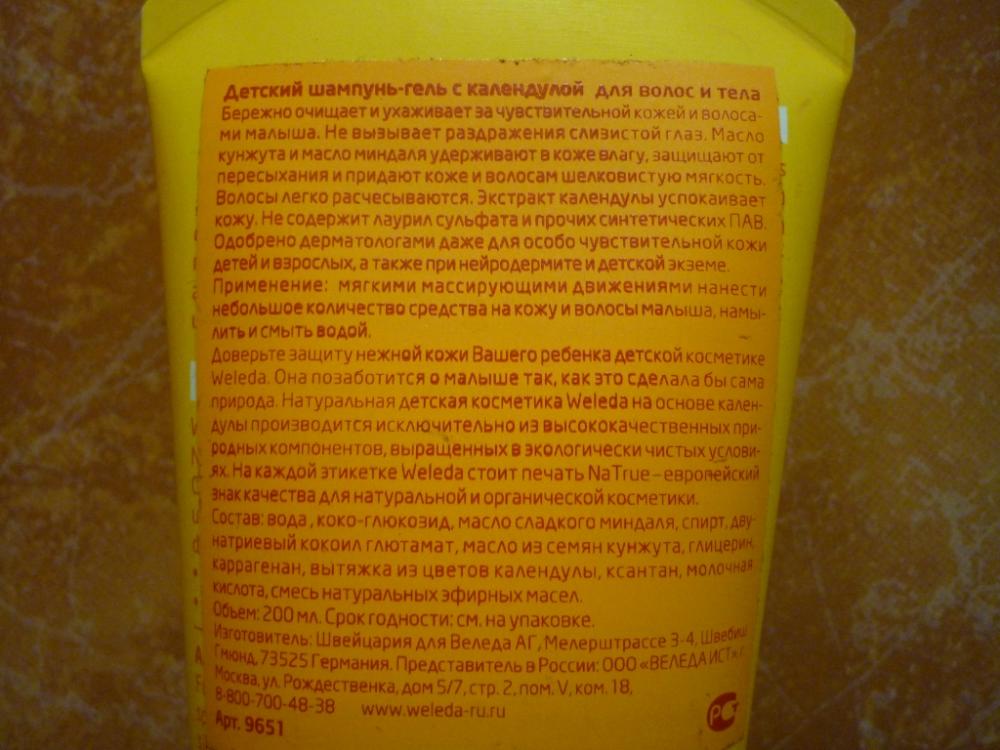 Детский шампунь-гель с календулой для волос и тела
Бережно очищает и ухаживает за чувствительной кожей и волоса-
ми малыша. Не вызывает раздражения слизистой глаз. Масло
кунжута и масло миндаля удерживают в коже влагу, защищают от
пересыхания и придают коже и волосам шелковистую мягкость.
Волосы легко расчесываются. Экстракт календулы успокаивает
кожу. Не содержит лаурил сульфата и прочих синтетических ПАВ.
Одобрено дерматологами даже для особо чувствительной кожи
детей и взрослых, а также при нейродермите и детской экземе.
Применение: мягкими массирующими движениями нанести
небольшое количество средства на кожу и волосы малыша, намы-
лить и смыть водой.
Доверьте защиту нежной кожи Вашего ребенка детской косметике
Weleda. Она позаботится о малыше так, как это сделала бы сама
природа. Натуральная детская косметика Weleda на основе кален-
дулы производится исключительно из высококачественных при-
родных компонентов, выращенных в экологически чистых услови-
ях. На каждой этикетке Weleda стоит печать NaTrue – европейский
знак качества для натуральной и органической косметики.
Состав: вода , коко-глюкозид, масло сладкого миндаля, спирт, дву-
натриевый кокоил глютамат, масло из семян кунжута, глицерин,
каррагенан, вытяжка из цветов календулы, ксантан, молочная
кислота, смесь натуральных эфирных масел.
Объем: 200 мл. Срок годности: см. на упаковке.
Изготовитель: Швейцария для Веледа АГ, Мелерштрассе 3-4, Швебиш
Гмюнд, 73525 Германия. Представитель в России: ООО «ВЕЛЕДА ИСТ» г.
Москва, ул. Рождественка, дом 5/7, стр. 2, пом. V, ком. 18,
8-800-700-48-38 www.weleda-ru.ru
Арт. 9651
РСТ